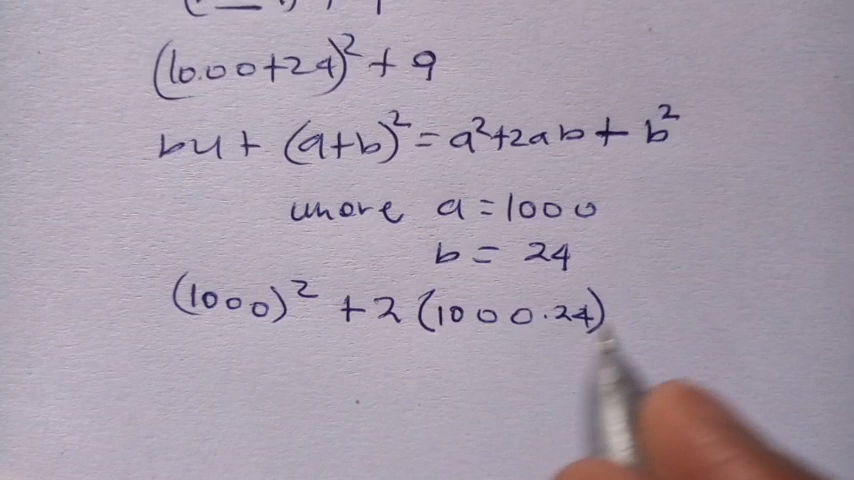 (1000+24)² + 9
but (a+b)² = a²+2ab+b²
where a = 1000
b = 24
(1000)² + 2(1000.24)